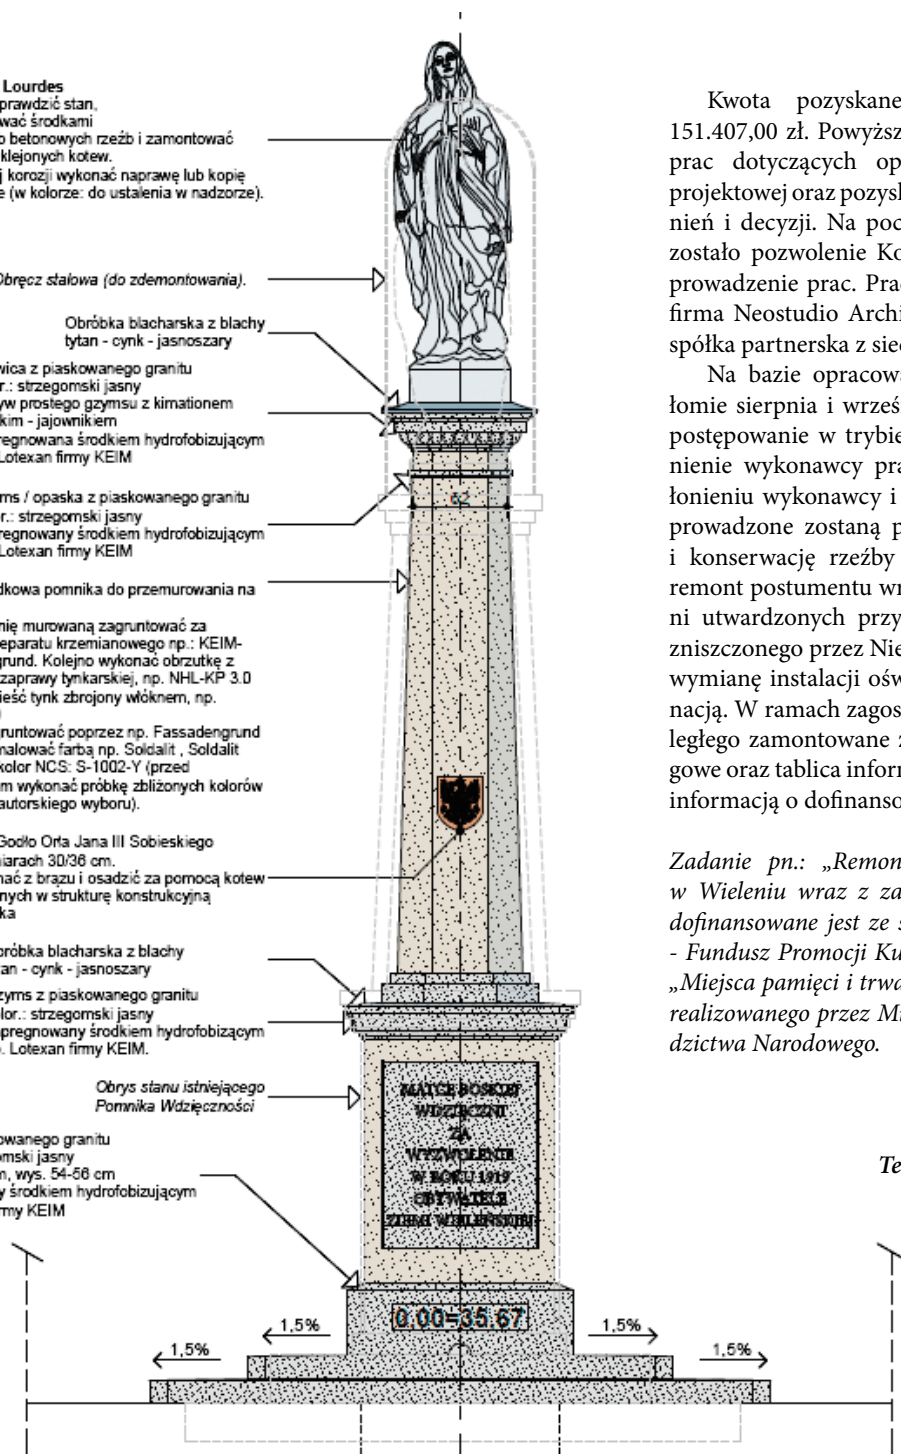 Lourdes
prawdzić stan,
wać środkami
o betonowych rzeźb i zamontować
klejonych kotew.
j korozji wykonać naprawę lub kopię
e (w kolorze: do ustalenia w nadzorze).
Obręcz stalowa (do zdemontowania).
Obróbka blacharska z blachy
tytan - cynk - jasnoszary
wica z piaskowanego granitu
r.: strzegomski jasny
yw prostego gzymsu z kimationem
kim - jajownikiem
regnowana środkiem hydrofobizującym
Lotexan firmy KEIM
ms / opaska z piaskowanego granitu
r.: strzegomski jasny
regnowany środkiem hydrofobizującym
Lotexan firmy KEIM
62
dkowa pomnika do przemurowania na
nię murowaną zagruntować za
eparatu krzemianowego np.: KEIM-
grund. Kolejno wykonać obrzutkę z
zaprawy tynkarskiej, np. NHL-KP 3.0
ieść tynk zbrojony włóknem, np.
)
gruntować poprzez np. Fassadengrund
malować farbą np. Soldalit , Soldalit
kolor NCS: S-1002-Y (przed
m wykonać próbkę zbliżonych kolorów
autorskiego wyboru).
Godło Orła Jana III Sobieskiego
iarach 30/36 cm.
nać z brązu i osadzić za pomocą kotew
nych w strukturę konstrukcyjną
ka
bróbka blacharska z blachy
an - cynk - jasnoszary
zyms z piaskowanego granitu
olor.: strzegomski jasny
mpregnowany środkiem hydrofobizącym
p. Lotexan firmy KEIM.
Obrys stanu istniejącego
Pomnika Wdzięczności
owanego granitu
omski jasny
m, wys. 54-56 cm
y środkiem hydrofobizującym
rmy KEIM
MATCE BOSKIEJ
WDZIĘCZNI
ZA
WYZWOLENIE
W ROKU 1919
OBYWATELE
ZIEMI WIELEŃSKIEJ
0.00=35.67
1,5% 1,5%
1,5% 1,5%
Kwota pozyskane
151.407,00 zł. Powyższ
prac dotyczących op
projektowej oraz pozysk
nień i decyzji. Na poc
zostało pozwolenie Ko
prowadzenie prac. Prac
firma Neostudio Archi
spółka partnerska z sied
Na bazie opracowa
łomie sierpnia i wrześ
postępowanie w trybie
nienie wykonawcy pra
łonieniu wykonawcy i
prowadzone zostaną p
i konserwację rzeźby
remont postumentu wr
ni utwardzonych przy
zniszczonego przez Nie
wymianę instalacji ośw
nacją. W ramach zagos
ległego zamontowane z
gowe oraz tablica inform
informacją o dofinanso
Zadanie pn.: „Remon
w Wieleniu wraz z za
dofinansowane jest ze s
- Fundusz Promocji Ku
„Miejsca pamięci i trwa
realizowanego przez Mi
dzictwa Narodowego.
Te